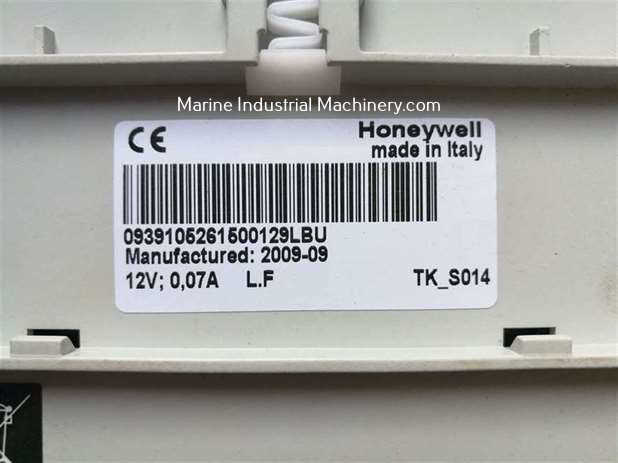 Marine Industrial Machinery.com
CE
Honeywell
made in Italy
0939105261500129LBU
Manufactured: 2009-09
12V; 0,07A L.F TK_S014